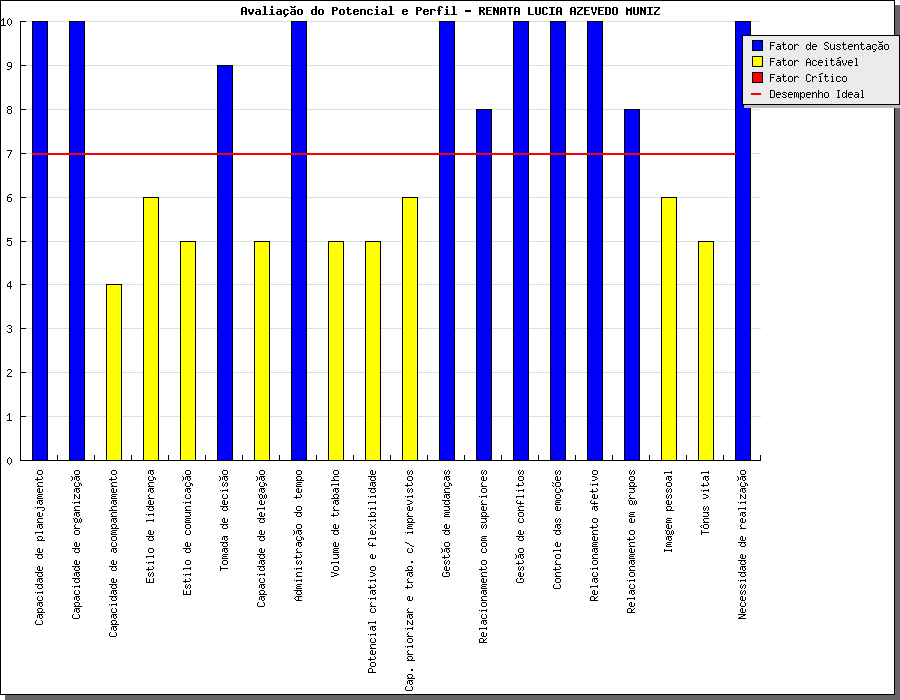 Avaliação do Potencial e Perfil - RENATA LUCIA AZEVEDO MUNIZ
Fator de Sustentação
Fator Aceitável
Fator Crítico
Desempenho Ideal
10
9
8
7
6
5
4
3
2
1
0
Capacidade de planejamento
Capacidade de organização
Capacidade de acompanhamento
Estilo de liderança
Estilo de comunicação
Tomada de decisão
Capacidade de delegação
Administração do tempo
Volume de trabalho
Potencial criativo e flexibilidade
Cap. priorizar e trab. c/ imprevistos
Gestão de mudanças
Relacionamento com superiores
Gestão de conflitos
Controle das emoções
Relacionamento afetivo
Relacionamento em grupos
Imagem pessoal
Tônus vital
Necessidade de realização